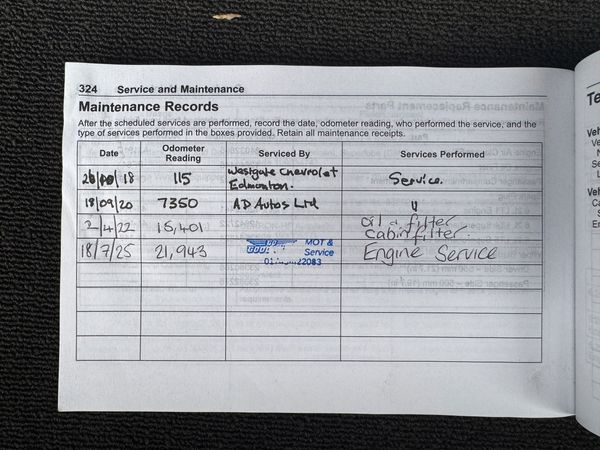 324 Service and Maintenance
Maintenance Records
After the scheduled services are performed, record the date, odometer reading, who performed the service, and the
type of services performed in the boxes provided. Retain all maintenance receipts.
Date Odometer Reading Serviced By Services Performed
18 115 Westgate Chevrolet Edmonton. Service.
18/09/20 7350 AD Autos Ltd "
2/4/22 15,401 oil & filter cabin filter.
18/7/25 21,943 MOT & Service Engine Service